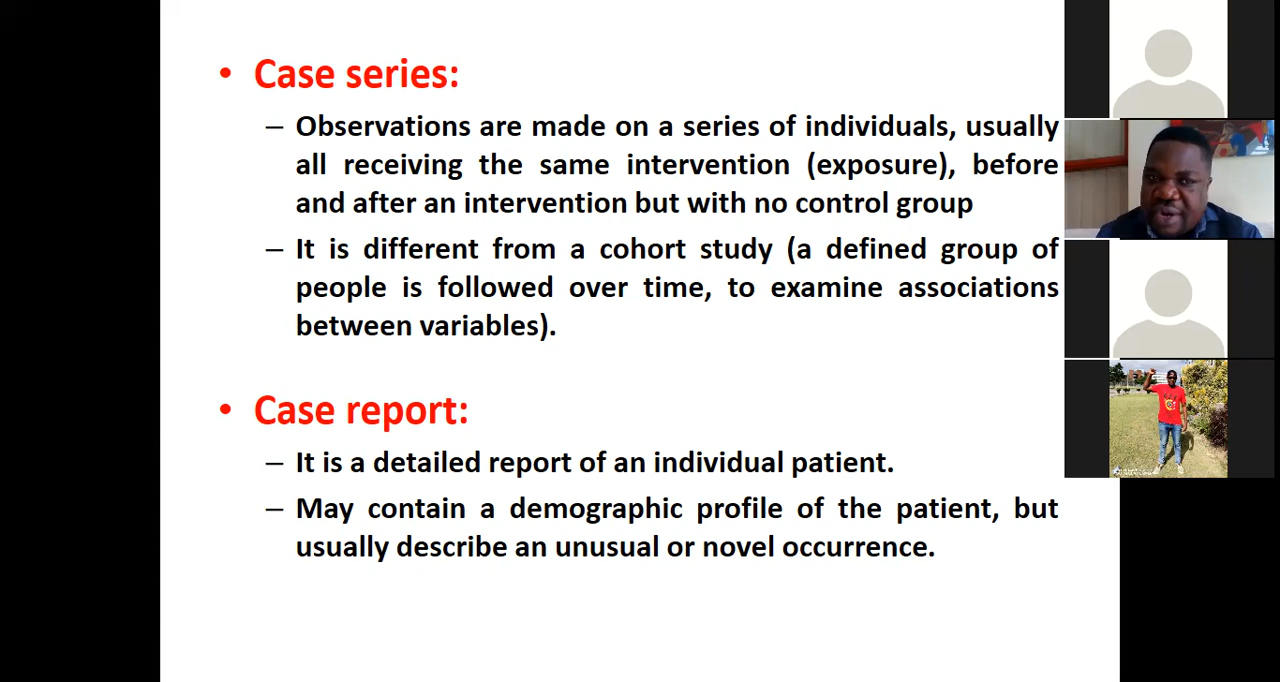 • Case series:
– Observations are made on a series of individuals, usually
all receiving the same intervention (exposure), before
and after an intervention but with no control group
– It is different from a cohort study (a defined group of
people is followed over time, to examine associations
between variables).
• Case report:
– It is a detailed report of an individual patient.
– May contain a demographic profile of the patient, but
usually describe an unusual or novel occurrence.